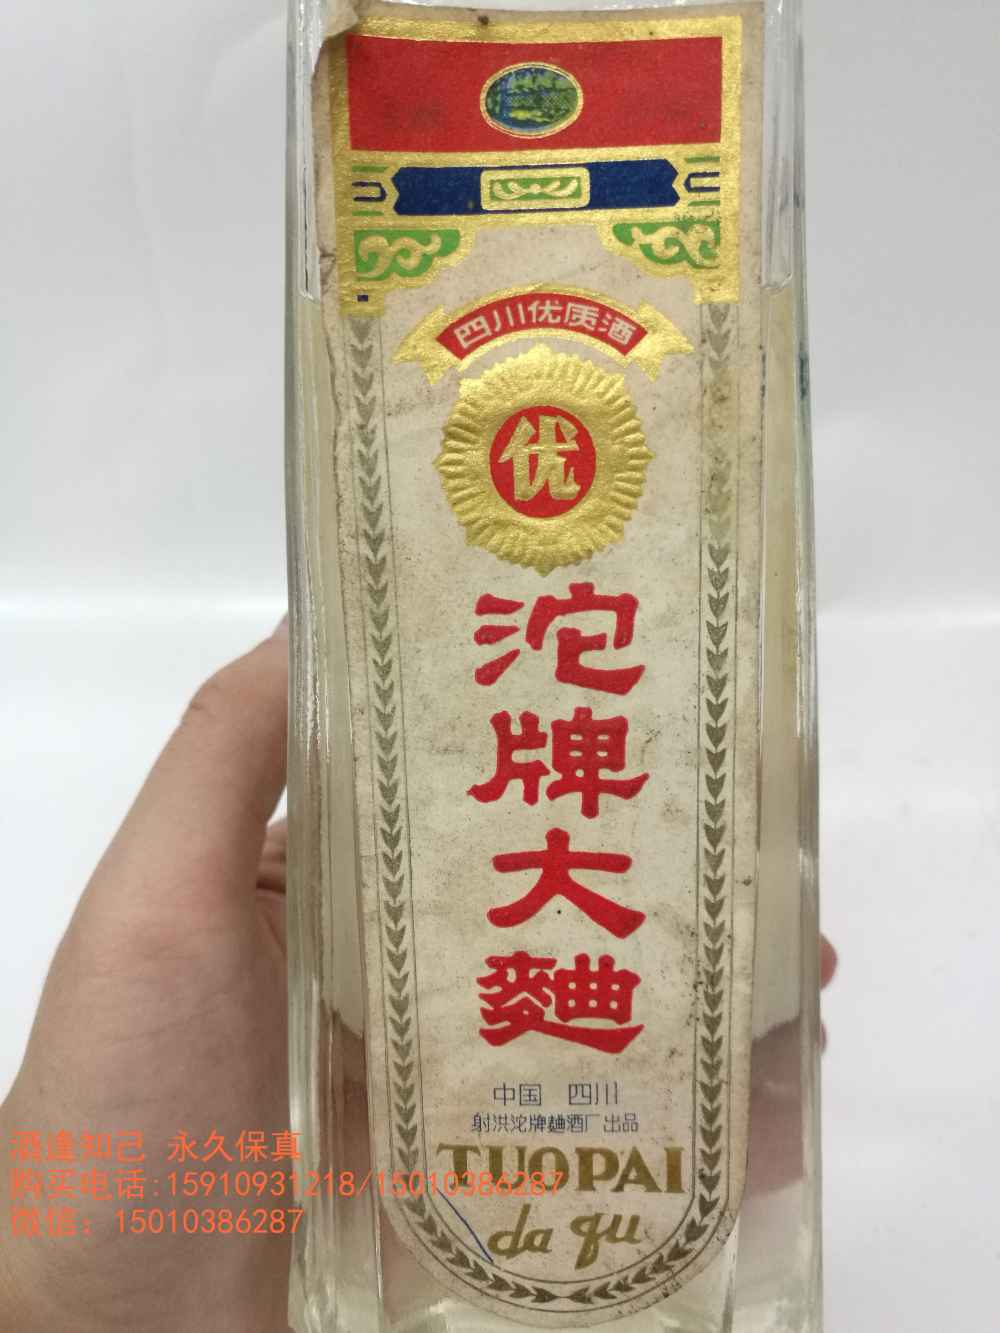 四川优质酒
优
沱牌大麯
中国 四川
射洪沱牌麯酒厂出品
TUOPAI
da qu
酒逢知己 永久保真
购买电话:15910931218/15010386287
微信：15010386287